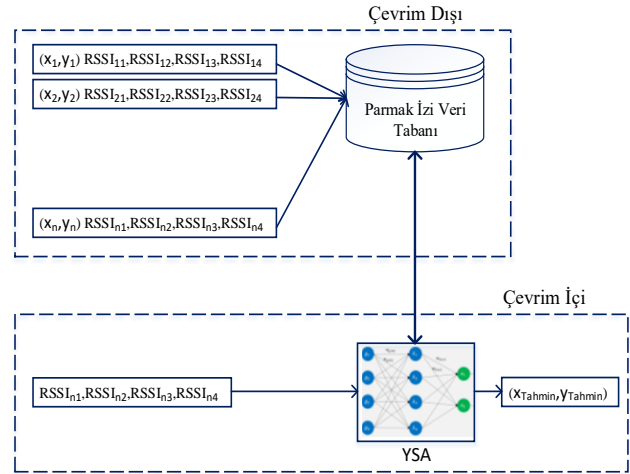 Çevrim Dışı
(x₁,y₁) RSSI₁₁,RSSI₁₂,RSSI₁₃,RSSI₁₄
(x₂,y₂) RSSI₂₁,RSSI₂₂,RSSI₂₃,RSSI₂₄
Parmak İzi Veri
Tabanı
(xₙ,yₙ) RSSIₙ₁,RSSIₙ₂,RSSIₙ₃,RSSIₙ₄
Çevrim İçi
RSSIₙ₁,RSSIₙ₂,RSSIₙ₃,RSSIₙ₄
(xTahmin,yTahmin)
YSA